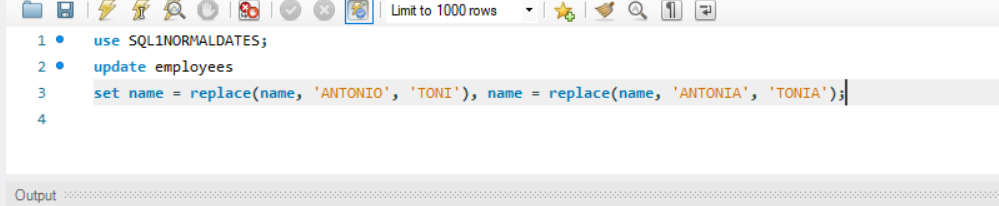 Limit to 1000 rows
1 use SQL1NORMALDATES;
2 update employees
3 set name = replace(name, 'ANTONIO', 'TONI'), name = replace(name, 'ANTONIA', 'TONIA');
4
Output